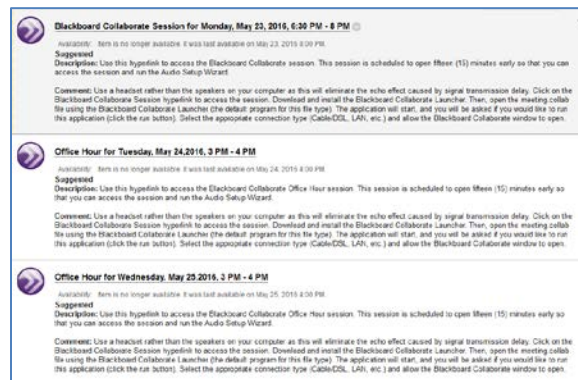 Blackboard Collaborate Session for Monday, May 23, 2016, 6:30 PM - 8 PM
Availability: Item is no longer available. It was last available on May 23, 2016 8:00 PM.
Suggested
Description: Use this hyperlink to access the Blackboard Collaborate session. This session is scheduled to open fifteen (15) minutes early so that you can
access the session and run the Audio Setup Wizard.
Comment: Use a headset rather than the speakers on your computer as this will eliminate the echo effect caused by signal transmission delay. Click on the
Blackboard Collaborate Session hyperlink to access the session. Download and install the Blackboard Collaborate Launcher. Then, open the meeting.collab
file using the Blackboard Collaborate Launcher (the default program for this file type). The application will start, and you will be asked if you would like to run
this application (click the run button). Select the appropriate connection type (Cable/DSL, LAN, etc.) and allow the Blackboard Collaborate window to open.
Office Hour for Tuesday, May 24,2016, 3 PM - 4 PM
Availability: Item is no longer available. It was last available on May 24, 2016 4:00 PM.
Suggested
Description: Use this hyperlink to access the Blackboard Collaborate Office Hour session. This session is scheduled to open fifteen (15) minutes early so
that you can access the session and run the Audio Setup Wizard.
Comment: Use a headset rather than the speakers on your computer as this will eliminate the echo effect caused by signal transmission delay. Click on the
Blackboard Collaborate Session hyperlink to access the session. Download and install the Blackboard Collaborate Launcher. Then, open the meeting.collab
file using the Blackboard Collaborate Launcher (the default program for this file type). The application will start, and you will be asked if you would like to run
this application (click the run button). Select the appropriate connection type (Cable/DSL, LAN, etc.) and allow the Blackboard Collaborate window to open.
Office Hour for Wednesday, May 25,2016, 3 PM - 4 PM
Availability: Item is no longer available. It was last available on May 25, 2016 4:00 PM.
Suggested
Description: Use this hyperlink to access the Blackboard Collaborate Office Hour session. This session is scheduled to open fifteen (15) minutes early so
that you can access the session and run the Audio Setup Wizard.
Comment: Use a headset rather than the speakers on your computer as this will eliminate the echo effect caused by signal transmission delay. Click on the
Blackboard Collaborate Session hyperlink to access the session. Download and install the Blackboard Collaborate Launcher. Then, open the meeting.collab
file using the Blackboard Collaborate Launcher (the default program for this file type). The application will start, and you will be asked if you would like to run
this application (click the run button). Select the appropriate connection type (Cable/DSL, LAN, etc.) and allow the Blackboard Collaborate window to open.